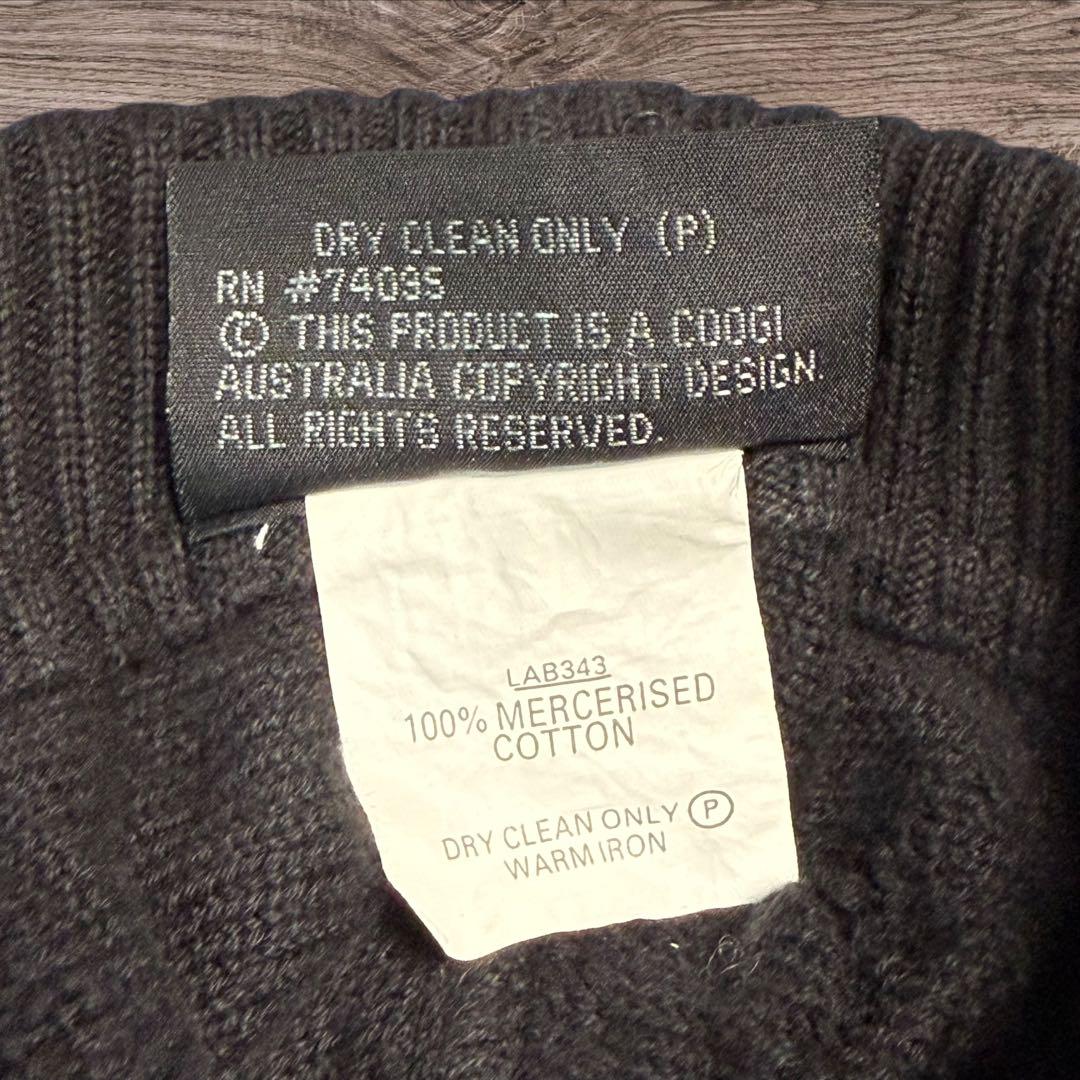 DRY CLEAN ONLY (P)
RN #74095
© THIS PRODUCT IS A COOGI
AUSTRALIA COPYRIGHT DESIGN.
ALL RIGHTS RESERVED.
LAB343
100% MERCERISED
COTTON
DRY CLEAN ONLY Ⓟ
WARM IRON